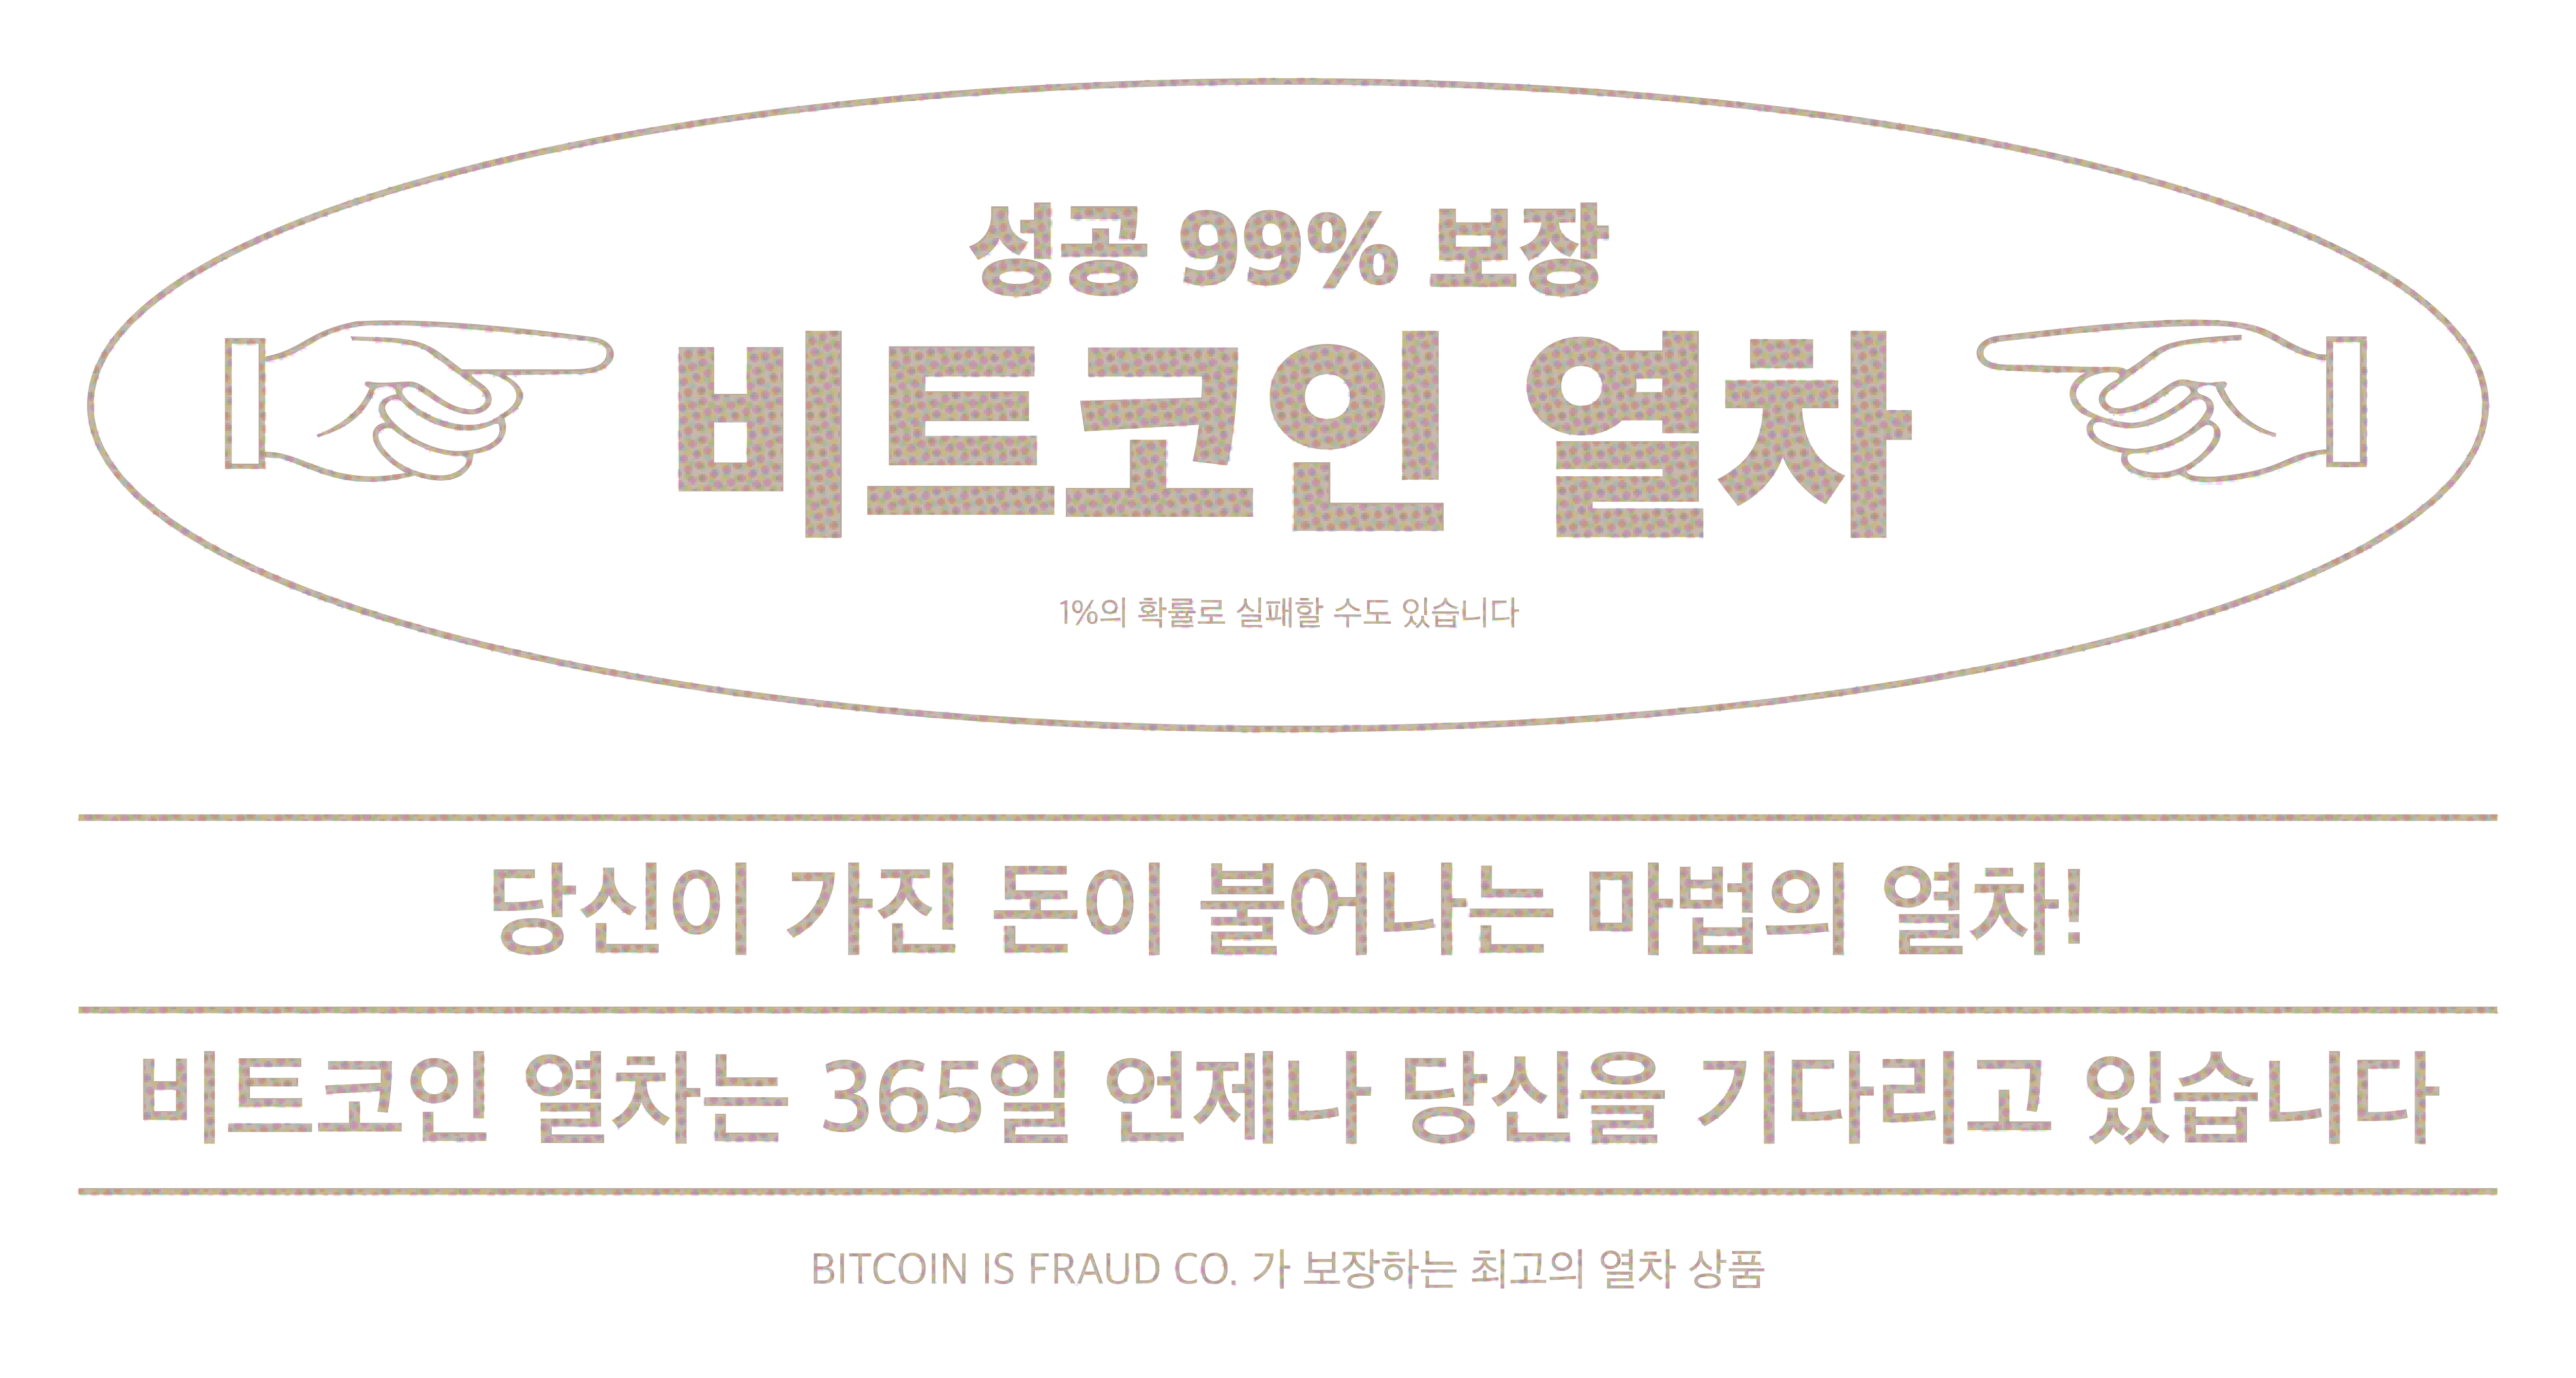 성공 99% 보장
비트코인 열차
1%의 확률로 실패할 수도 있습니다
당신이 가진 돈이 불어나는 마법의 열차!
비트코인 열차는 365일 언제나 당신을 기다리고 있습니다
BITCOIN IS FRAUD CO. 가 보장하는 최고의 열차 상품